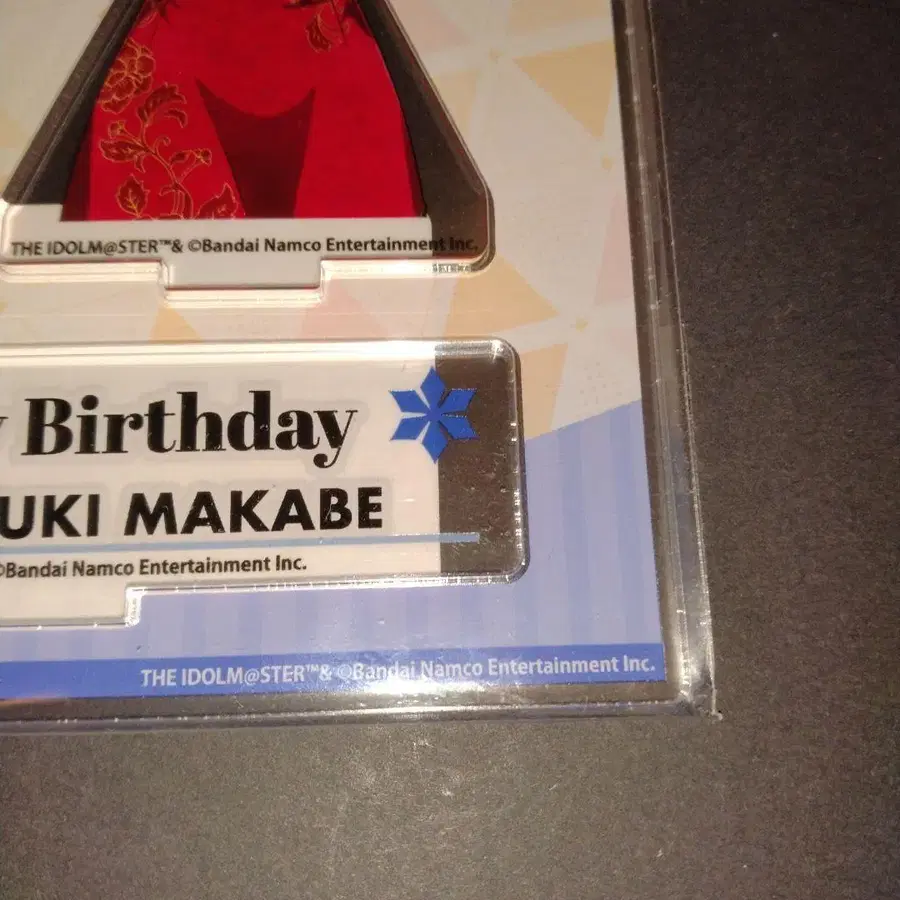 THE IDOLM@STER™& ©Bandai Namco Entertainment Inc.
Birthday
UKI MAKABE
©Bandai Namco Entertainment Inc.
THE IDOLM@STER™& ©Bandai Namco Entertainment Inc.